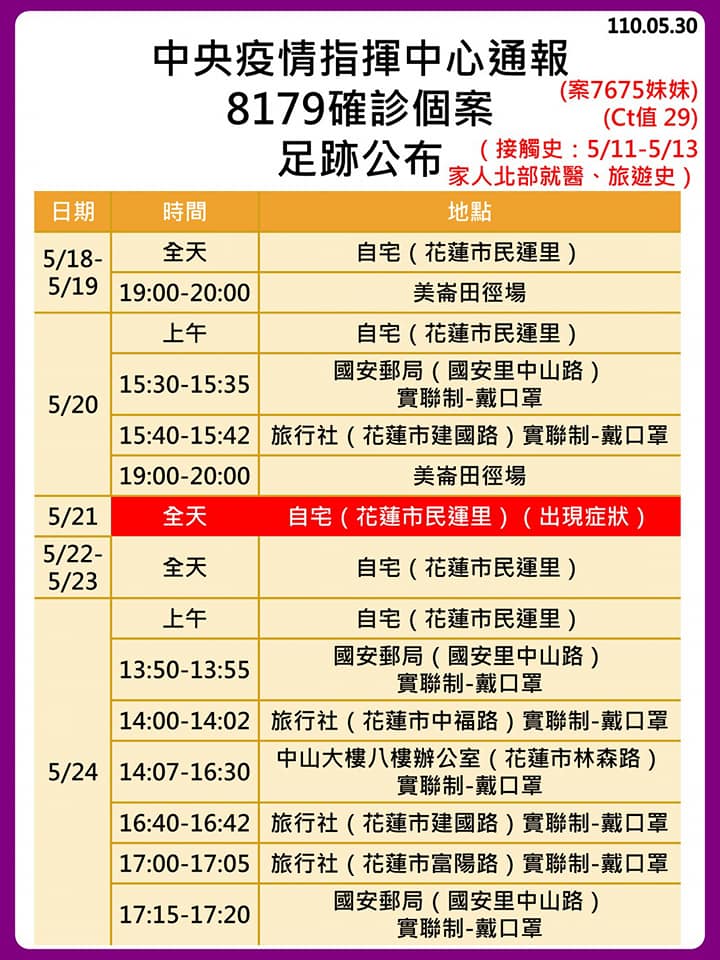 110.05.30
中央疫情指揮中心通報
8179確診個案
(案7675妹妹)
(Ct值 29)
足跡公布
(接觸史:5/11-5/13
家人北部就醫、旅遊史)
日期 時間 地點
5/18-
5/19
全天 自宅(花蓮市民運里)
19:00-20:00 美崙田徑場
5/20
上午 自宅(花蓮市民運里)
15:30-15:35 國安郵局(國安里中山路)
實聯制-戴口罩
15:40-15:42 旅行社(花蓮市建國路)實聯制-戴口罩
19:00-20:00 美崙田徑場
5/21 全天 自宅(花蓮市民運里)(出現症狀)
5/22-
5/23
全天 自宅(花蓮市民運里)
5/24
上午 自宅(花蓮市民運里)
13:50-13:55 國安郵局(國安里中山路)
實聯制-戴口罩
14:00-14:02 旅行社(花蓮市中福路)實聯制-戴口罩
14:07-16:30 中山大樓八樓辦公室(花蓮市林森路)
實聯制-戴口罩
16:40-16:42 旅行社(花蓮市建國路)實聯制-戴口罩
17:00-17:05 旅行社(花蓮市富陽路)實聯制-戴口罩
17:15-17:20 國安郵局(國安里中山路)
實聯制-戴口罩